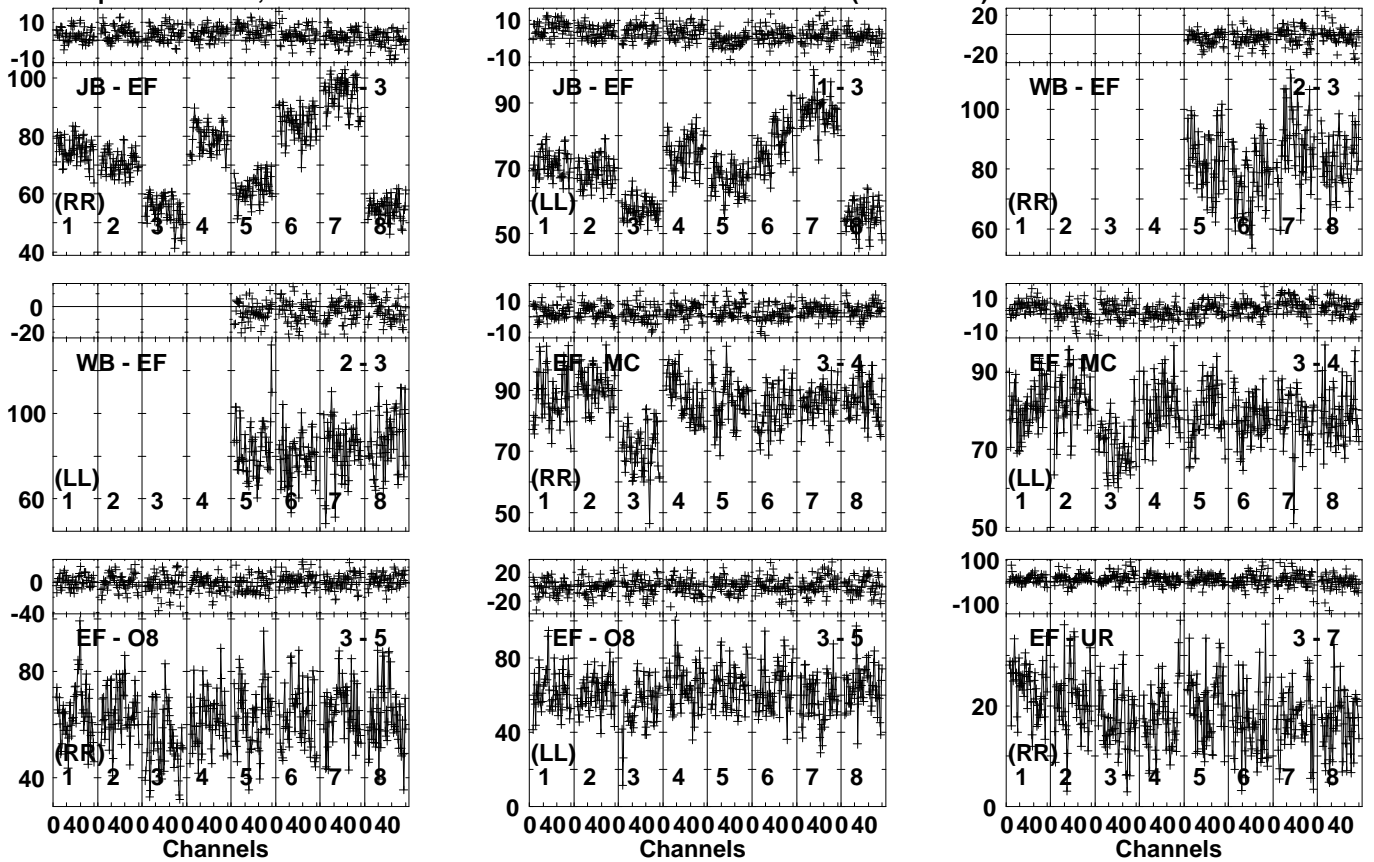 10 10 20
-10 -10 -20
100 JB - EF 1 - 3 90 JB - EF 1 - 3 100 WB - EF 2 - 3
80 70 80
60 (RR) (LL) (RR)
1 2 3 4 5 6 7 8 1 2 3 4 5 6 7 8 1 2 3 4 5 6 7 8
40 50 60
0 10 10
-20 -10 -10
WB - EF 2 - 3 EF - MC 3 - 4 EF - MC 3 - 4
100 90 90
70 70
(LL) (RR) (LL)
60 1 2 3 4 5 6 7 8 1 2 3 4 5 6 7 8 1 2 3 4 5 6 7 8
50 50
0 20 100
-40 -20 -100
EF - O8 3 - 5 EF - O8 3 - 5 EF - UR 3 - 7
80 80 20
(RR) 40 (LL) (RR)
40 1 2 3 4 5 6 7 8 1 2 3 4 5 6 7 8 1 2 3 4 5 6 7 8
0 0
0 40 0 40 0 40 0 40 0 40 0 40 0 40 0 40 0 40 0 40 0 40 0 40 0 40 0 40 0 40 0 40 0 40 0 40 0 40 0 40 0 40 0 40 0 40 0 40
Channels Channels Channels